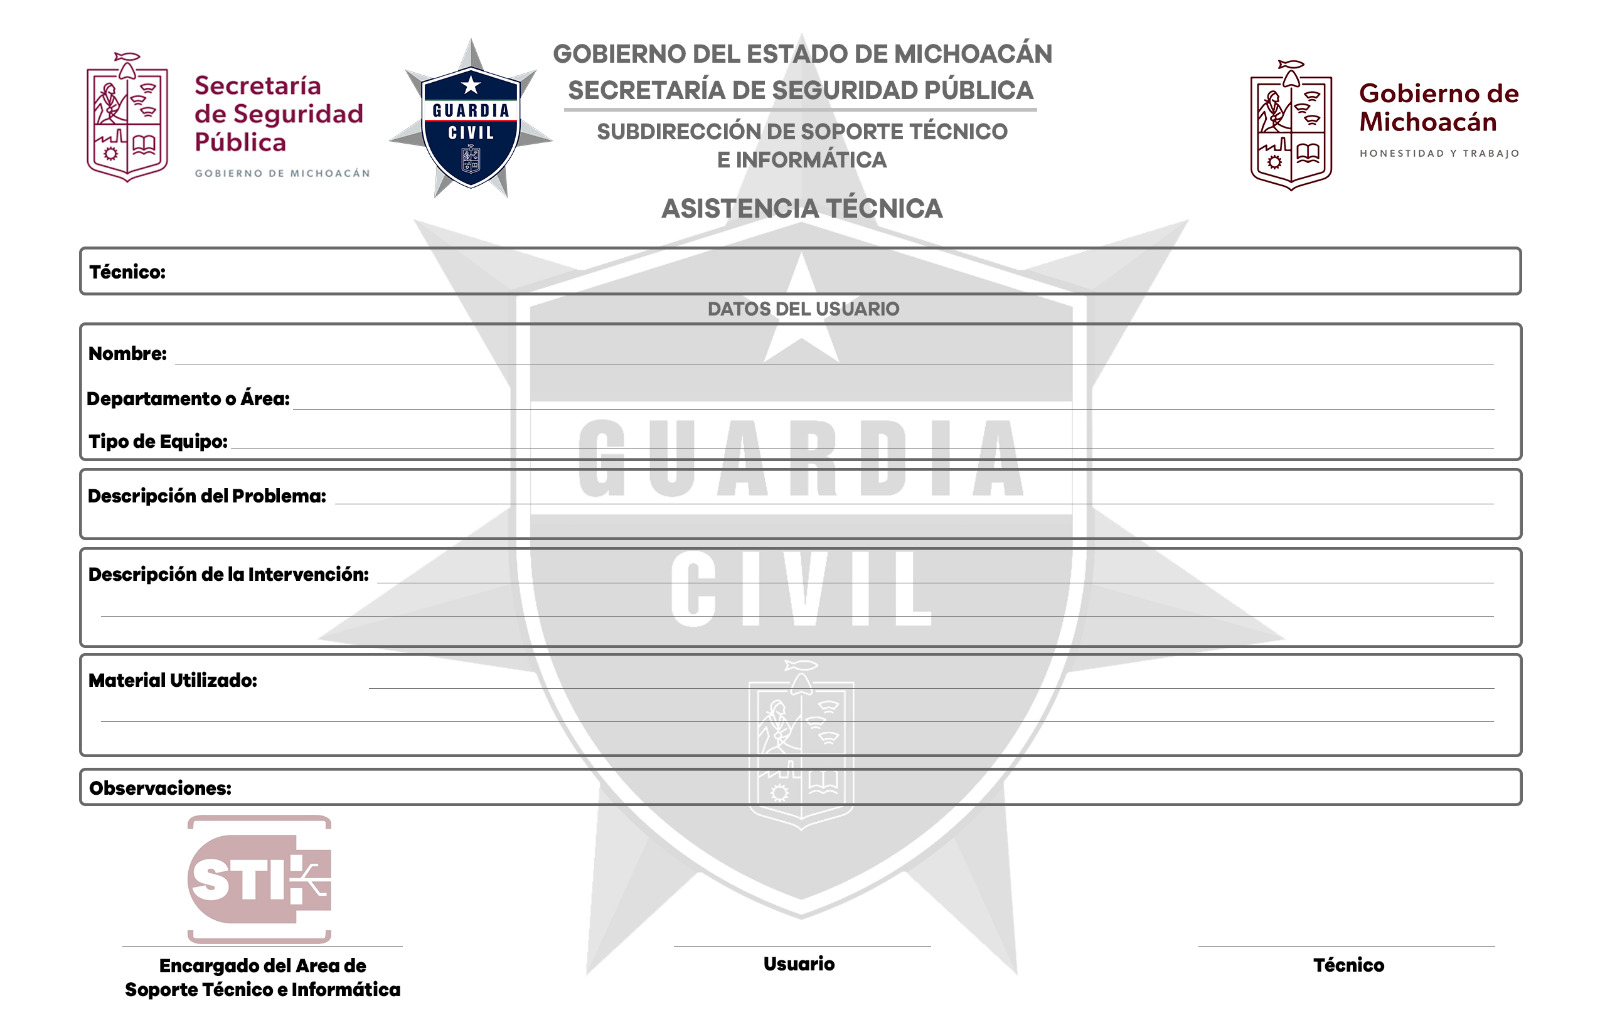 Secretaría
de Seguridad
Pública
GOBIERNO DE MICHOACÁN
GUARDIA
CIVIL
GOBIERNO DEL ESTADO DE MICHOACÁN
SECRETARÍA DE SEGURIDAD PÚBLICA
SUBDIRECCIÓN DE SOPORTE TÉCNICO
E INFORMÁTICA
ASISTENCIA TÉCNICA
Gobierno de
Michoacán
HONESTIDAD Y TRABAJO
Técnico:
DATOS DEL USUARIO
Nombre:
Departamento o Área:
Tipo de Equipo:
GUARDIA
Descripción del Problema:
Descripción de la Intervención:
CIVIL
Material Utilizado:
Observaciones:
STI
Encargado del Area de
Soporte Técnico e Informática
Usuario
Técnico